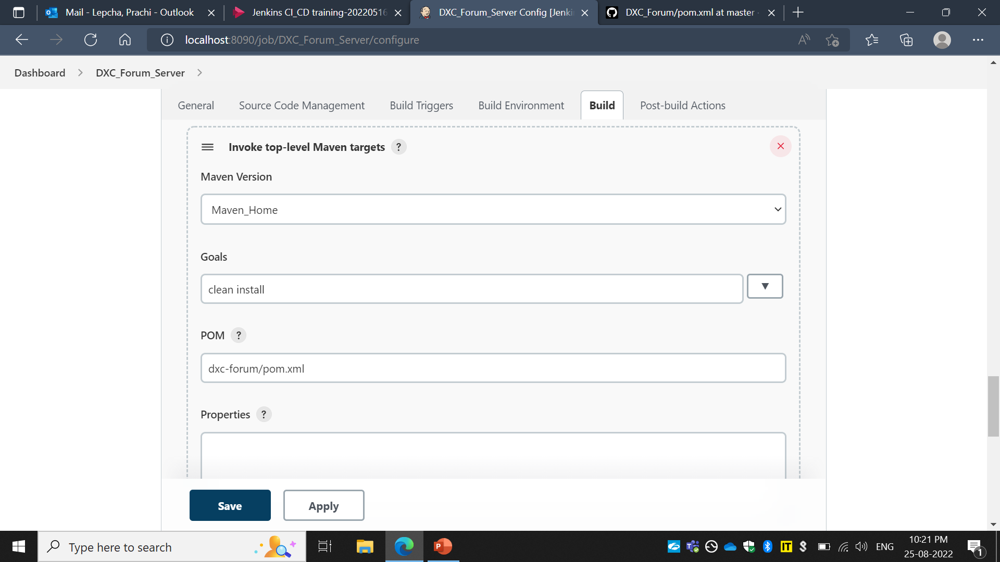 Mail - Lepcha, Prachi - Outlook
Jenkins CI_CD training-20220516
DXC_Forum_Server Config [Jenki
DXC_Forum/pom.xml at master
localhost:8090/job/DXC_Forum_Server/configure
Dashboard
DXC_Forum_Server
General
Source Code Management
Build Triggers
Build Environment
Build
Post-build Actions
Invoke top-level Maven targets ?
Maven Version
Maven_Home
Goals
clean install
POM ?
dxc-forum/pom.xml
Properties ?
Save
Apply
Type here to search
IT
ENG
10:21 PM
25-08-2022
1